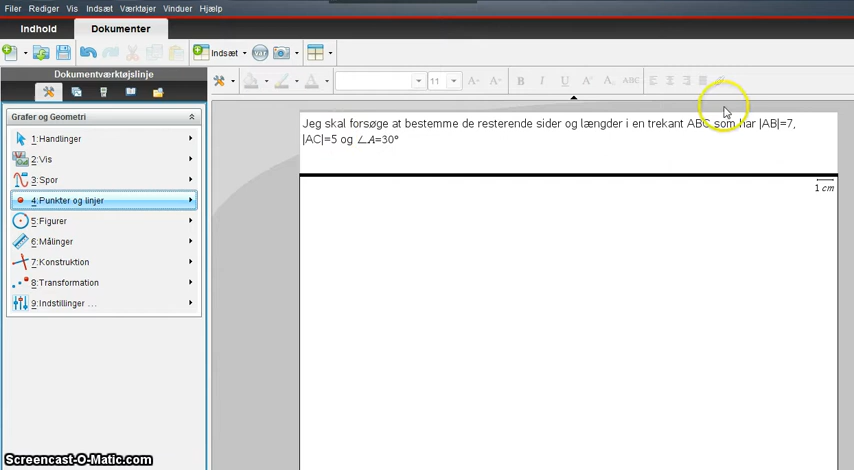 Filer Rediger Vis Indsæt Værktøjer Vinduer Hjælp
Indhold Dokumenter
Indsæt
Dokumentværktøjslinje
11 B I U ABC
Grafer og Geometri
1:Handlinger
2:Vis
3:Spor
4:Punkter og linjer
5:Figurer
6:Målinger
7:Konstruktion
8:Transformation
9:Indstillinger ...
Jeg skal forsøge at bestemme de resterende sider og længder i en trekant ABC som har |AB|=7,
|AC|=5 og ∠A=30°
1 cm
Screencast-O-Matic.com